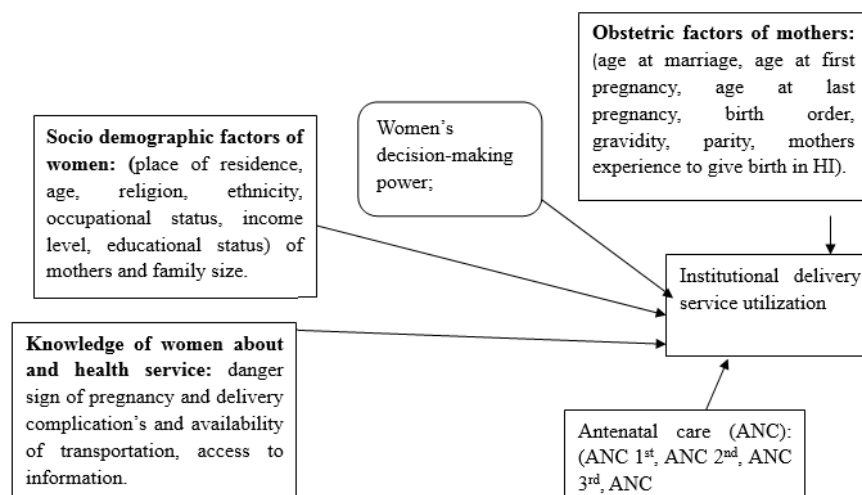 Obstetric factors of mothers:
(age at marriage, age at first
pregnancy, age at last
pregnancy, birth order,
gravidity, parity, mothers
experience to give birth in HI).
Women's
decision-making
power;
Socio demographic factors of
women: (place of residence,
age, religion, ethnicity,
occupational status, income
level, educational status) of
mothers and family size.
Institutional delivery
service utilization
Knowledge of women about
and health service: danger
sign of pregnancy and delivery
complication's and availability
of transportation, access to
information.
Antenatal care (ANC):
(ANC 1st, ANC 2nd, ANC
3rd, ANC